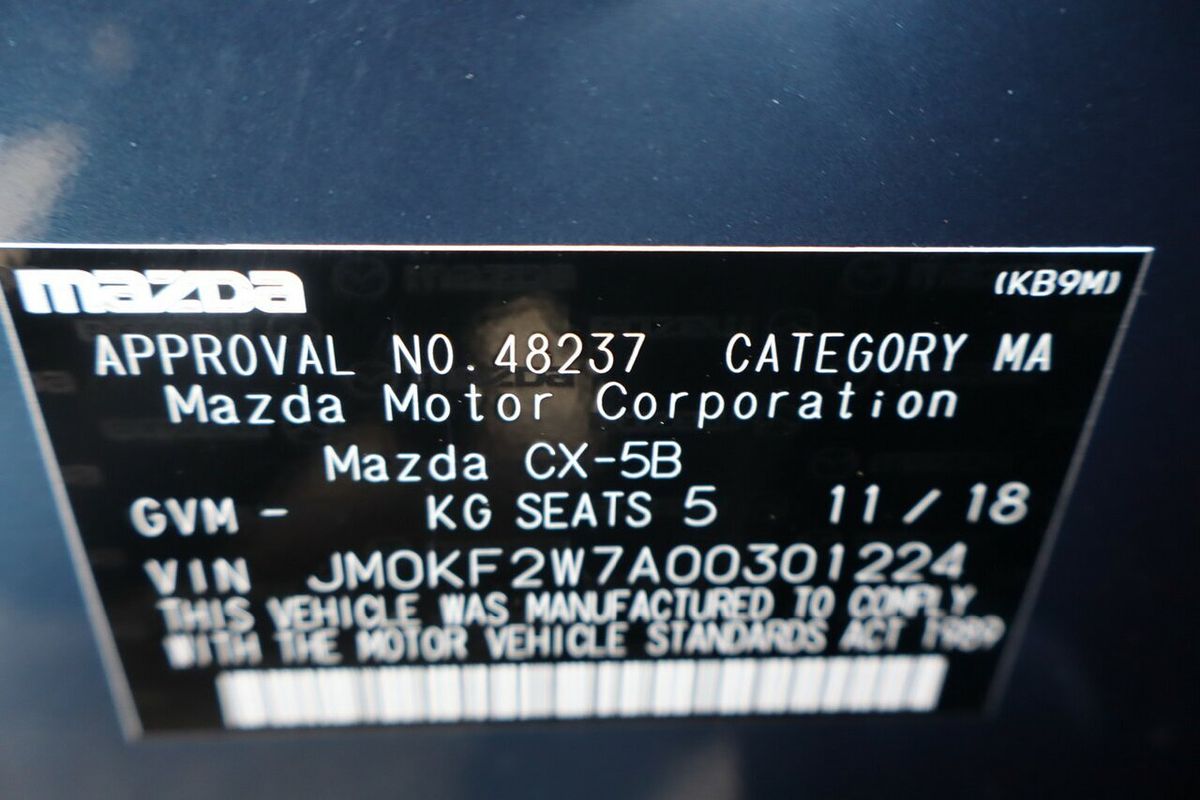 mazda (KB9M)
APPROVAL NO. 48237 CATEGORY MA
Mazda Motor Corporation
Mazda CX-5B
GVM - KG SEATS 5 11 / 18
VIN JM0KF2W7A00301224
THIS VEHICLE WAS MANUFACTURED TO COMPLY
WITH THE MOTOR VEHICLE STANDARDS ACT 1989